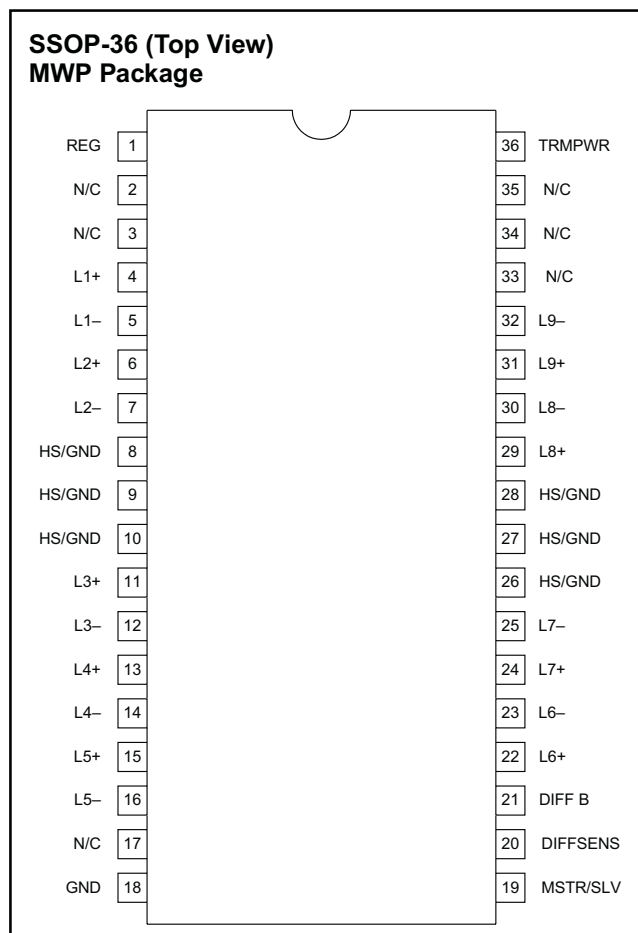 SSOP-36 (Top View)
MWP Package
REG 1 36 TRMPWR
N/C 2 35 N/C
N/C 3 34 N/C
L1+ 4 33 N/C
L1– 5 32 L9–
L2+ 6 31 L9+
L2– 7 30 L8–
HS/GND 8 29 L8+
HS/GND 9 28 HS/GND
HS/GND 10 27 HS/GND
L3+ 11 26 HS/GND
L3– 12 25 L7–
L4+ 13 24 L7+
L4– 14 23 L6–
L5+ 15 22 L6+
L5– 16 21 DIFF B
N/C 17 20 DIFFSENS
GND 18 19 MSTR/SLV